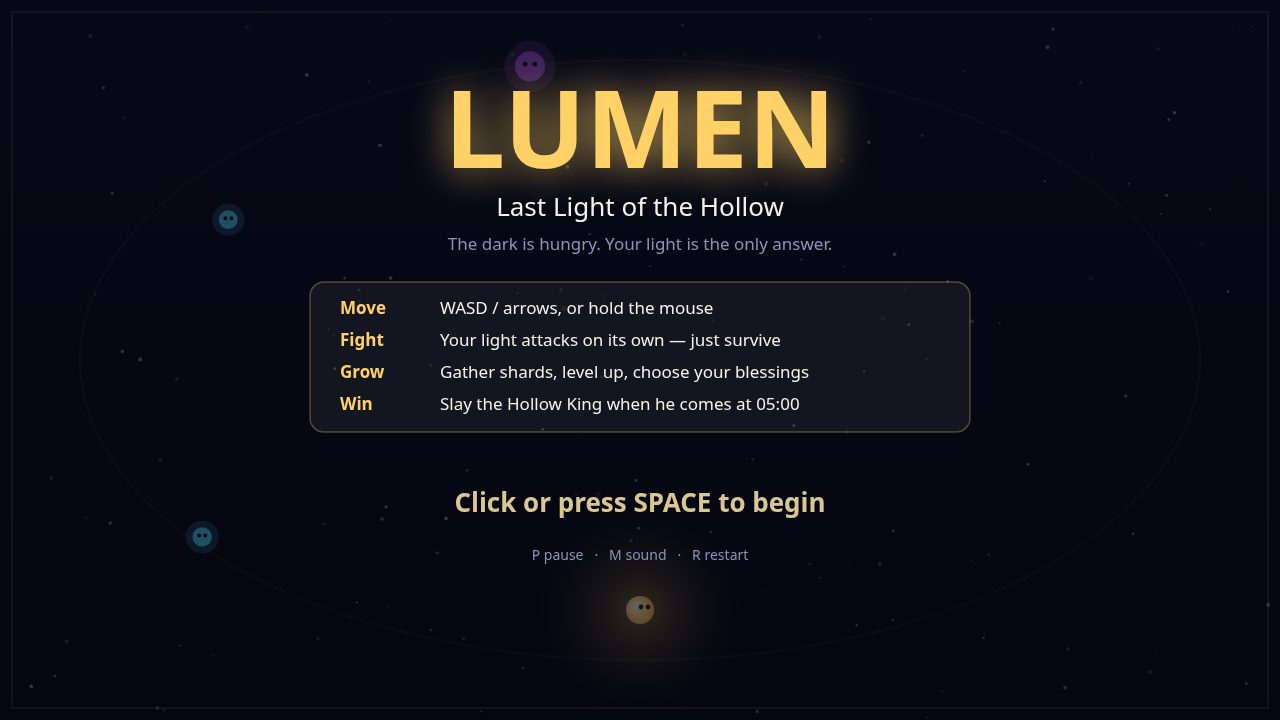 LUMEN
Last Light of the Hollow
The dark is hungry. Your light is the only answer.
Move WASD / arrows, or hold the mouse
Fight Your light attacks on its own — just survive
Grow Gather shards, level up, choose your blessings
Win Slay the Hollow King when he comes at 05:00
Click or press SPACE to begin
P pause · M sound · R restart